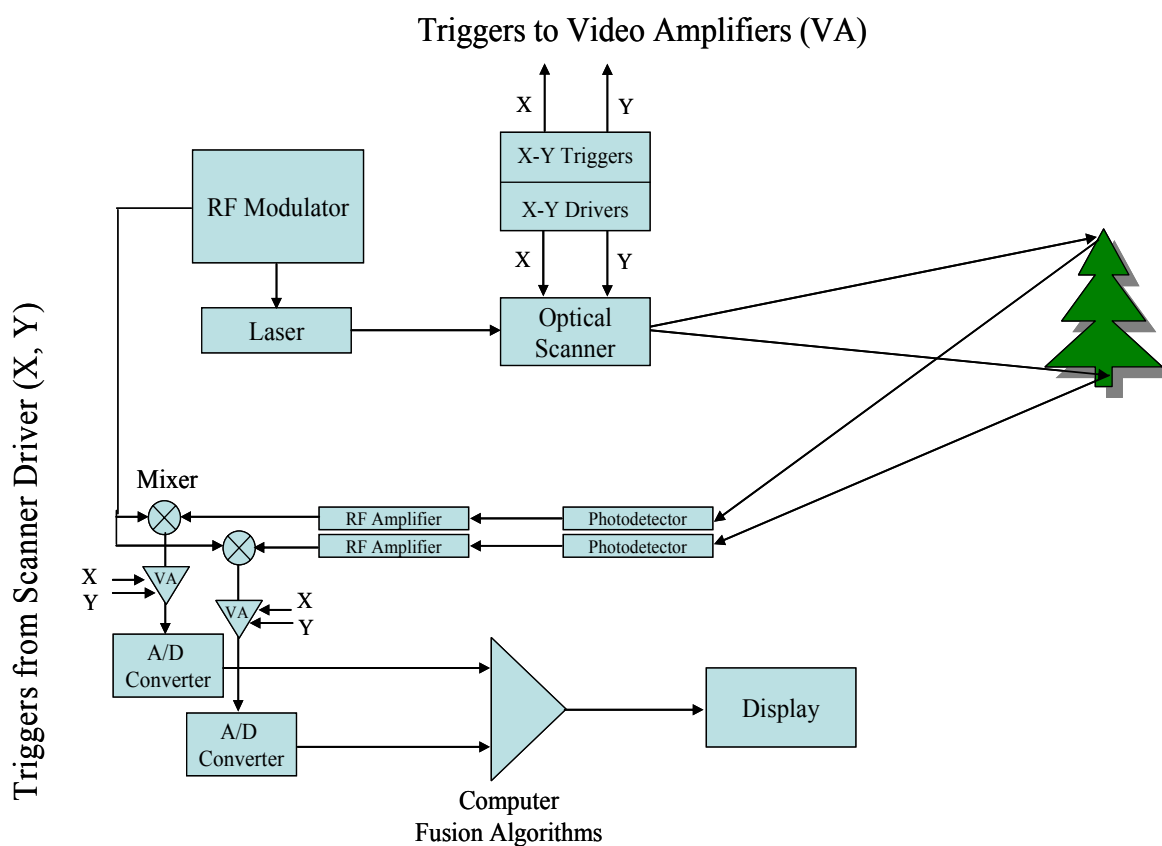 Triggers to Video Amplifiers (VA)
X
Y
X-Y Triggers
X-Y Drivers
RF Modulator
X
Y
Laser
Optical
Scanner
Triggers from Scanner Driver (X, Y)
Mixer
RF Amplifier
Photodetector
RF Amplifier
Photodetector
X
Y
VA
VA
X
Y
A/D
Converter
A/D
Converter
Display
Computer
Fusion Algorithms